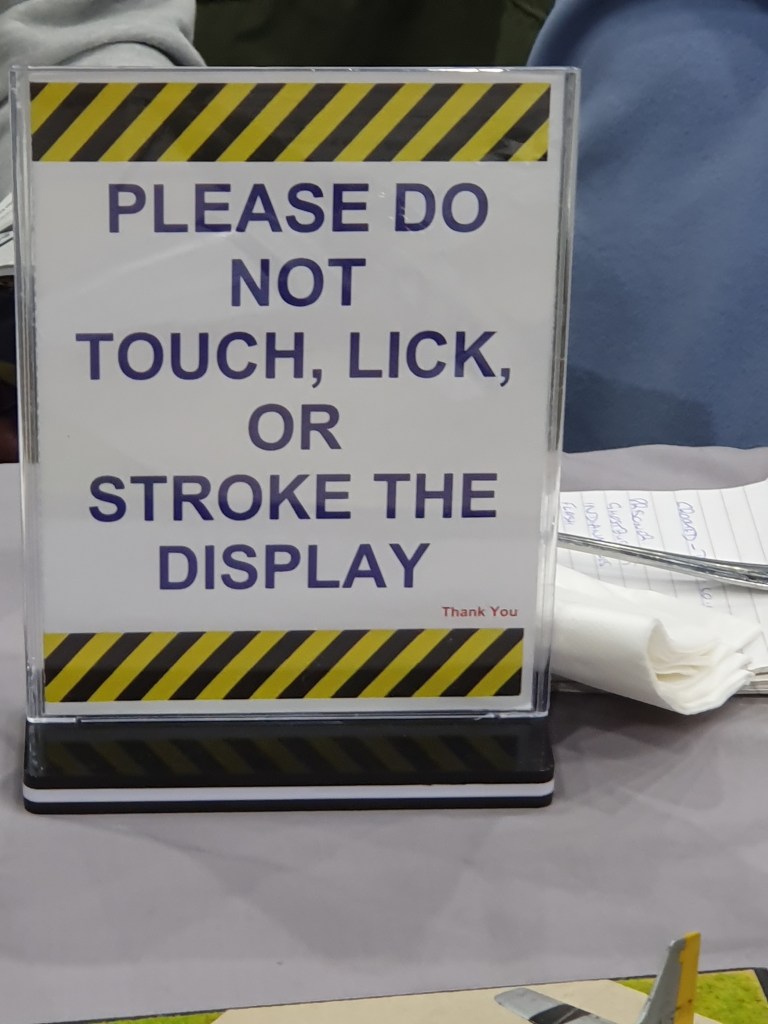 PLEASE DO
NOT
TOUCH, LICK,
OR
STROKE THE
DISPLAY
Thank You